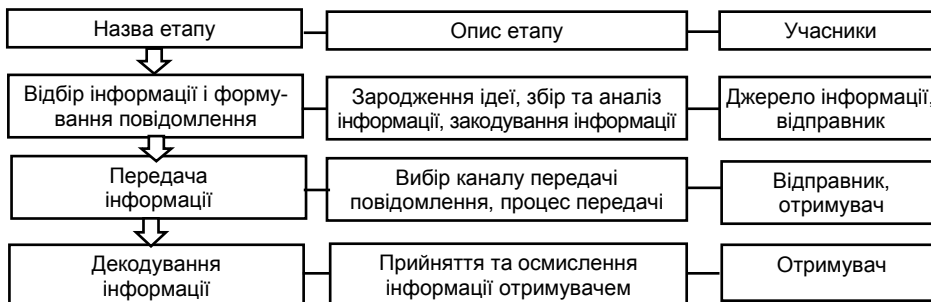 Назва етапу
Опис етапу
Учасники
Відбір інформації і форму-
вання повідомлення
Зародження ідеї, збір та аналіз
інформації, закодування інформації
Джерело інформації,
відправник
Передача
інформації
Вибір каналу передачі
повідомлення, процес передачі
Відправник,
отримувач
Декодування
інформації
Прийняття та осмислення
інформації отримувачем
Отримувач